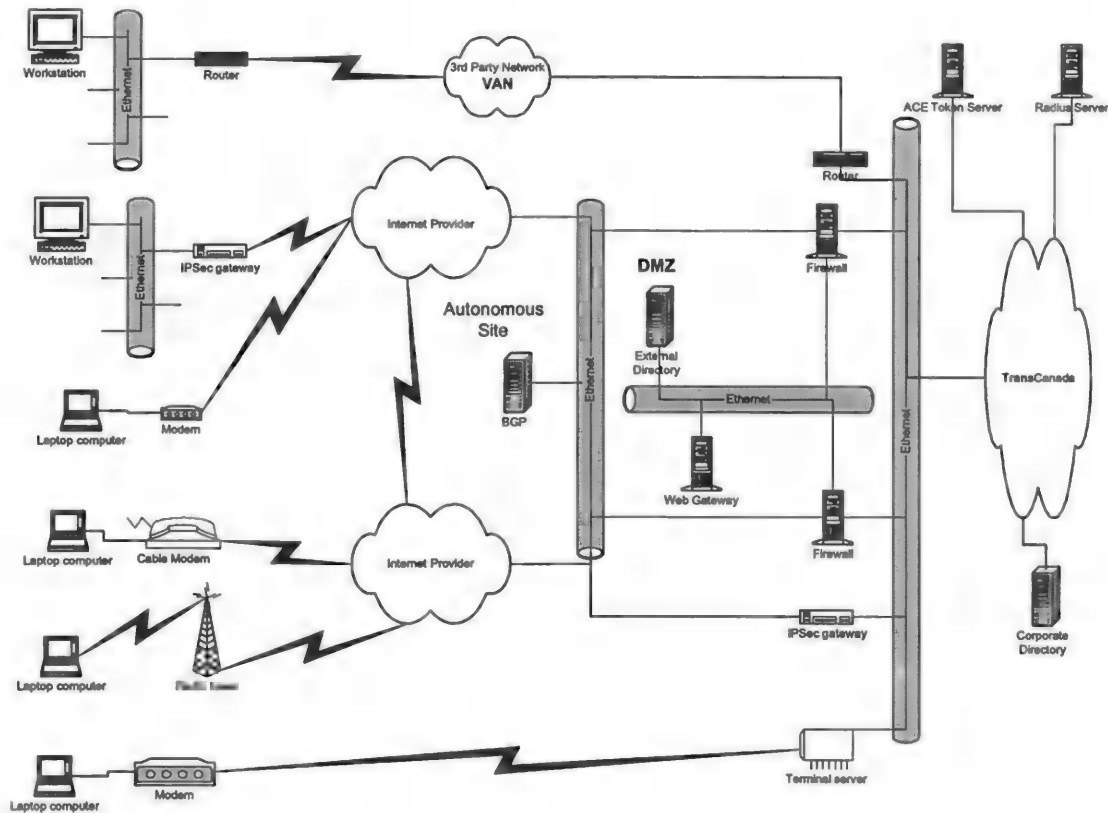 Workstation
Ethernet
Router
3rd Party Network
VAN
ACE Token Server
Radius Server
Router
Workstation
Ethernet
IPSec gateway
Internet Provider
Firewall
DMZ
Autonomous
Site
External
Directory
Ethernet
BGP
Ethernet
Ethernet
TransCanada
Laptop computer
Modem
Web Gateway
Laptop computer
Cable Modem
Internet Provider
Firewall
IPSec gateway
Corporate
Directory
Laptop computer
Terminal server
Laptop computer
Modem